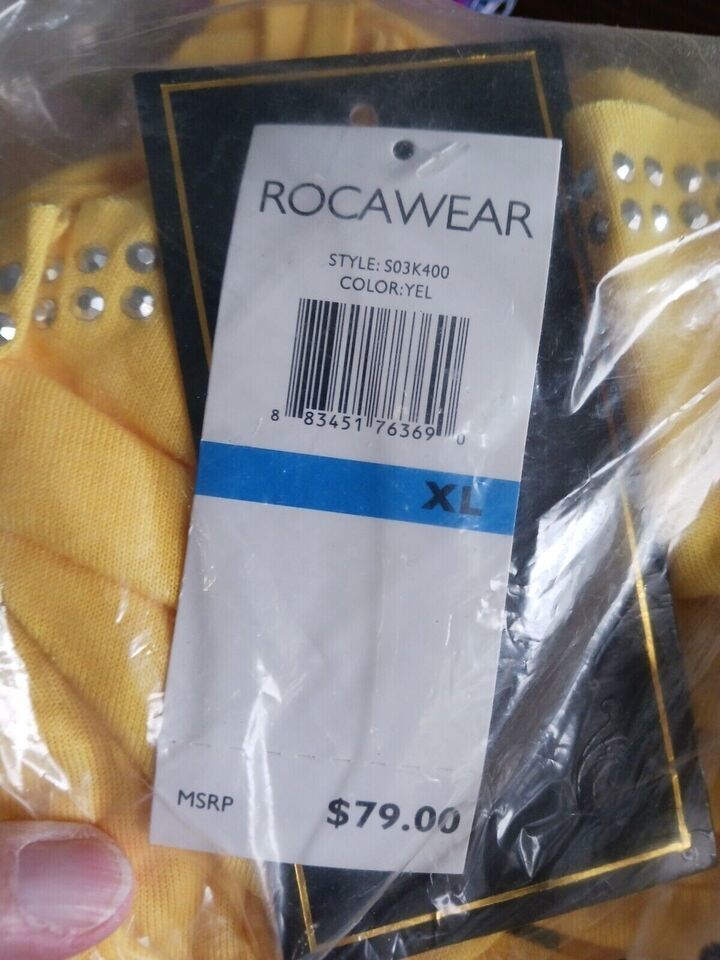 ROCAWEAR
STYLE: S03K400
COLOR:YEL
8 83451 76369 0
XL
MSRP $79.00